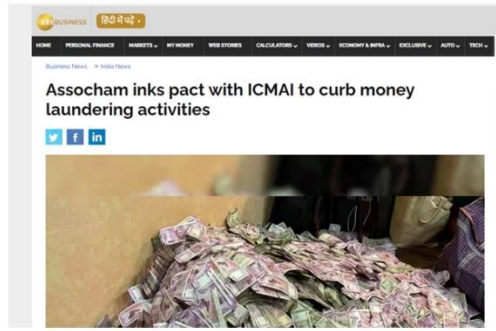 BUSINESS हिंदी में पढ़ें
HOME PERSONAL FINANCE MARKETS MY MONEY WEB STORIES CALCULATORS VIDEOS ECONOMY & INFRA EXCLUSIVE AUTO TECH
Business News » India News
Assocham inks pact with ICMAI to curb money
laundering activities
f in